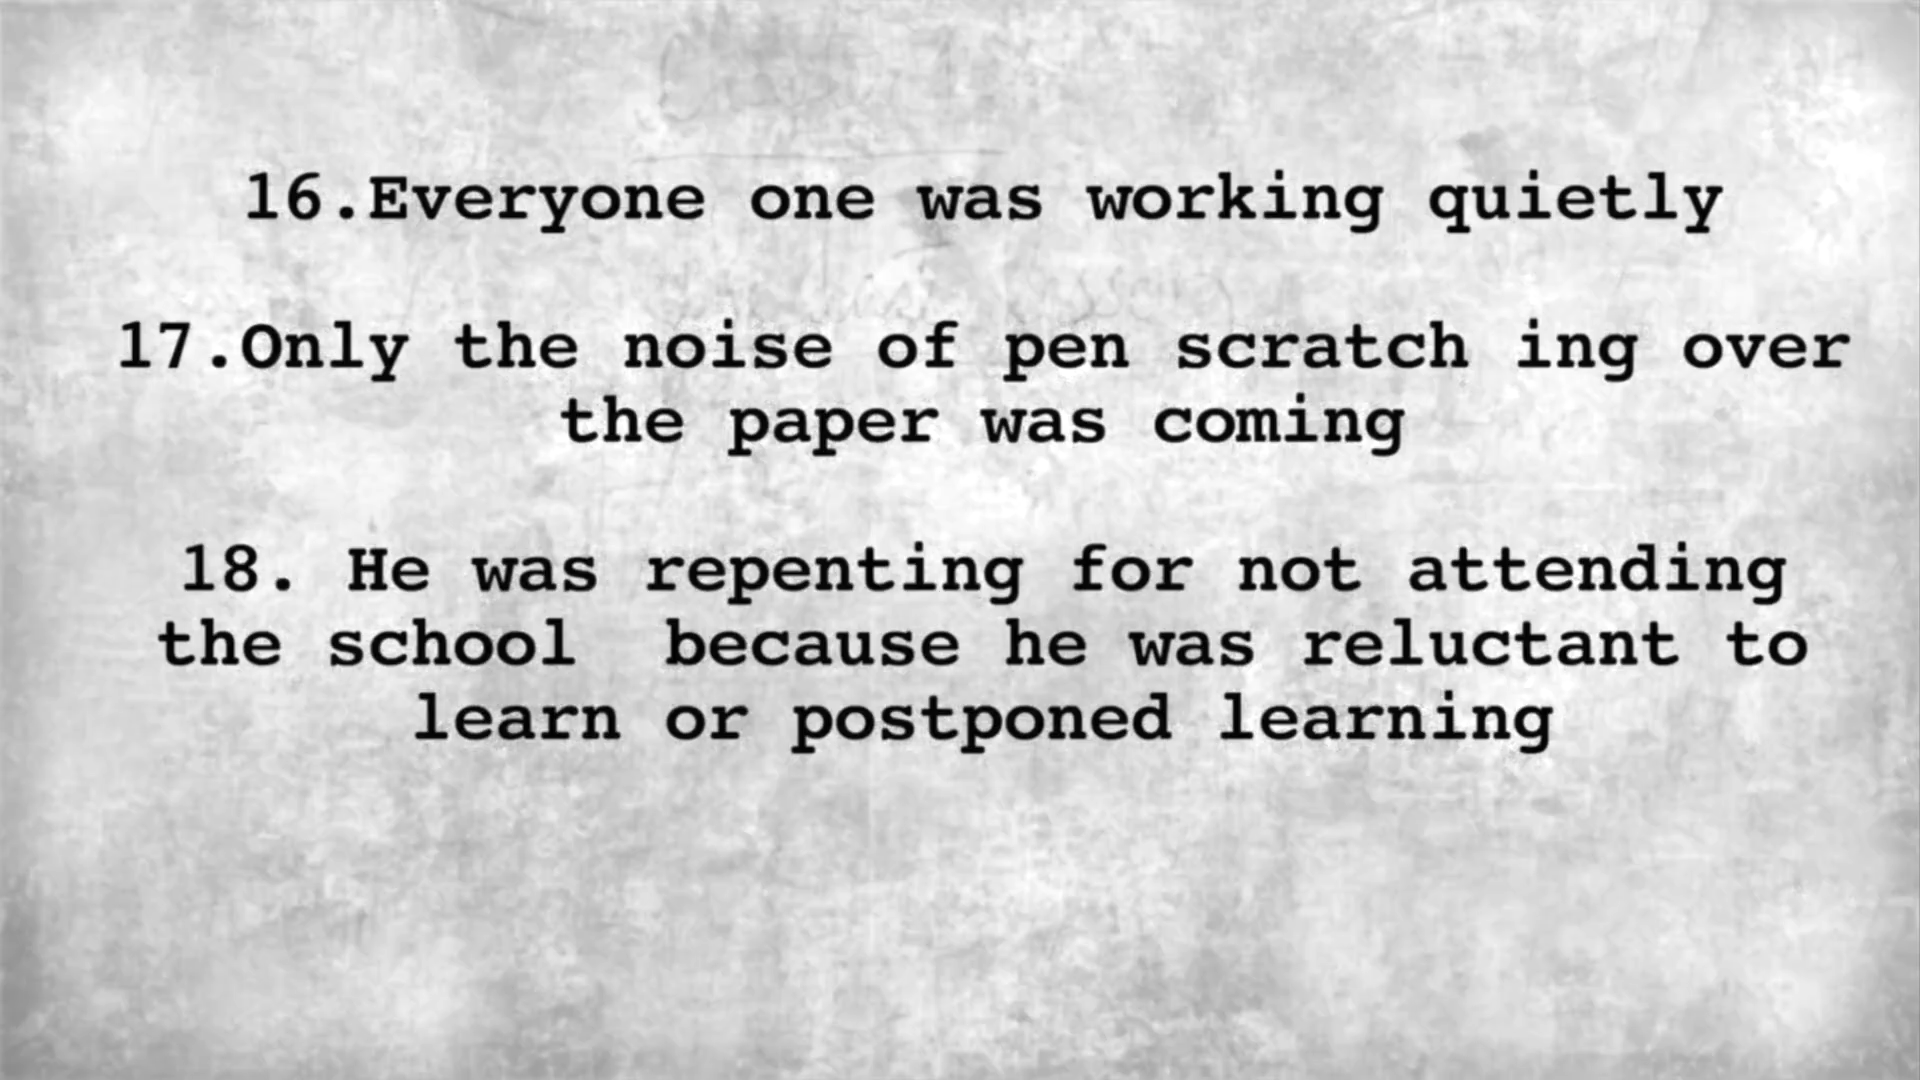 16.Everyone one was working quietly
17.Only the noise of pen scratch ing over
the paper was coming
18. He was repenting for not attending
the school  because he was reluctant to
learn or postponed learning